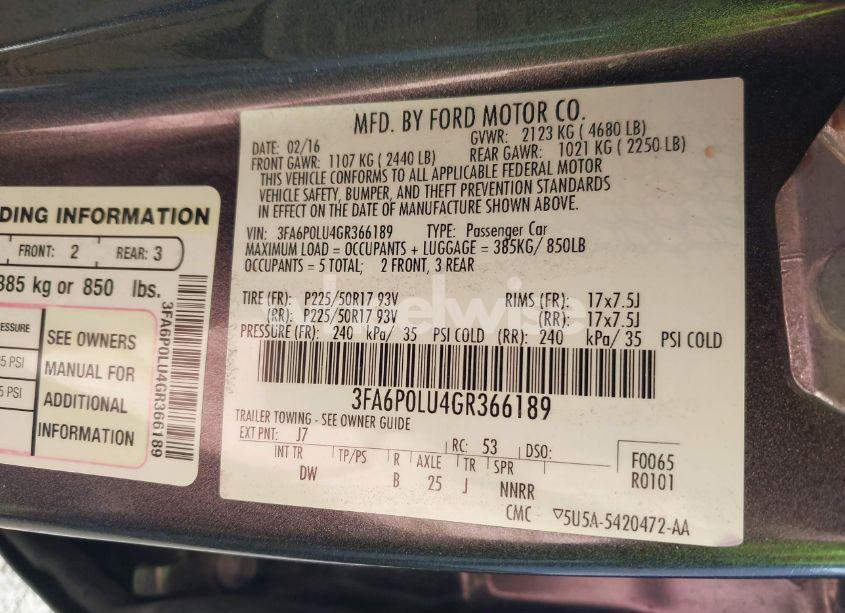 DING INFORMATION
FRONT: 2 REAR: 3
385 kg or 850 lbs.
PRESSURE
5 PSI
5 PSI
SEE OWNERS
MANUAL FOR
ADDITIONAL
INFORMATION
3FA6P0LU4GR366189
MFD. BY FORD MOTOR CO.
DATE: 02/16 GVWR: 2123 KG ( 4680 LB)
FRONT GAWR: 1107 KG ( 2440 LB) REAR GAWR: 1021 KG ( 2250 LB)
THIS VEHICLE CONFORMS TO ALL APPLICABLE FEDERAL MOTOR
VEHICLE SAFETY, BUMPER, AND THEFT PREVENTION STANDARDS
IN EFFECT ON THE DATE OF MANUFACTURE SHOWN ABOVE.
VIN: 3FA6P0LU4GR366189 TYPE: Passenger Car
MAXIMUM LOAD = OCCUPANTS + LUGGAGE = 385KG/ 850LB
OCCUPANTS = 5 TOTAL; 2 FRONT, 3 REAR
TIRE (FR): P225/50R17 93V RIMS (FR): 17x7.5J
(RR): P225/50R17 93V (RR): 17x7.5J
PRESSURE (FR): 240 kPa/ 35 PSI COLD (RR): 240 kPa/ 35 PSI COLD
3FA6P0LU4GR366189
TRAILER TOWING - SEE OWNER GUIDE
EXT PNT: J7 RC: 53 DSO:
INT TR TP/PS R AXLE TR SPR F0065
DW B 25 J NNRR R0101
CMC ▽5U5A-5420472-AA